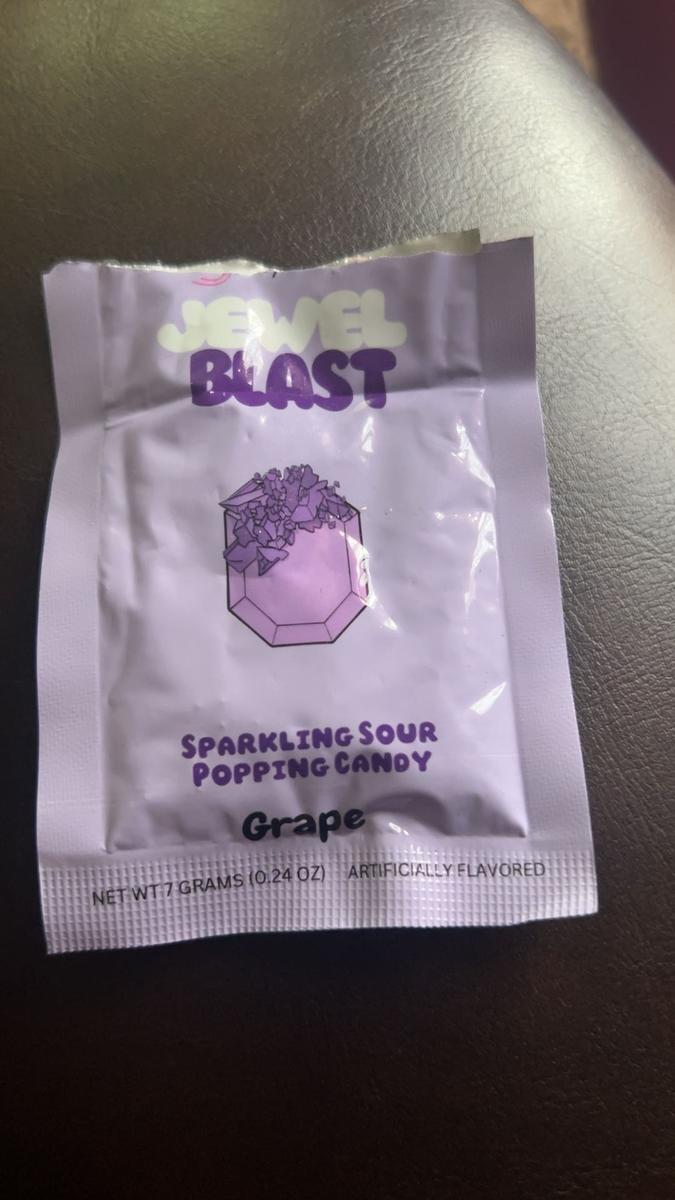 JEWEL
BLAST
SPARKLING SOUR
POPPING CANDY
Grape
NET WT 7 GRAMS (0.24 OZ) ARTIFICIALLY FLAVORED